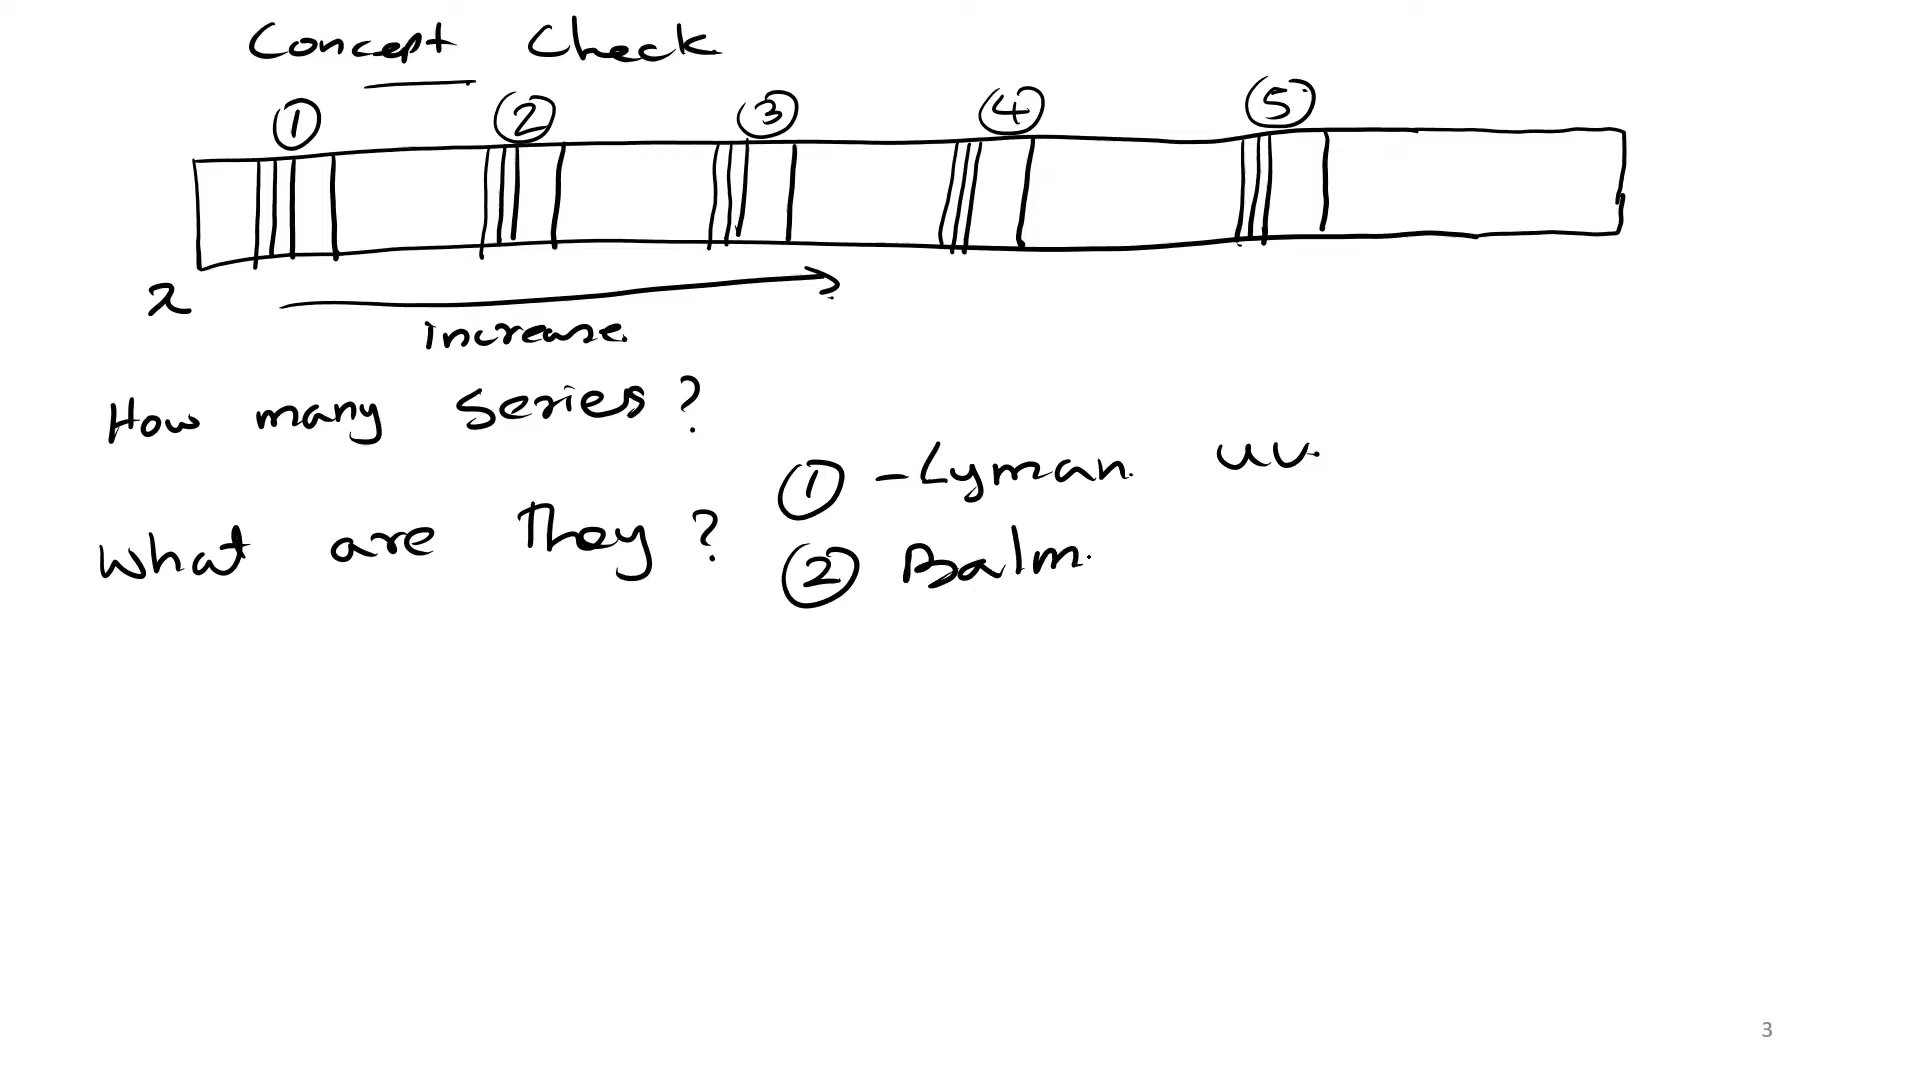 Concept Check
① ② ③ ④ ⑤
λ
increase.
How many series?
① - Lyman. uv.
What are They?
② Balm.
3